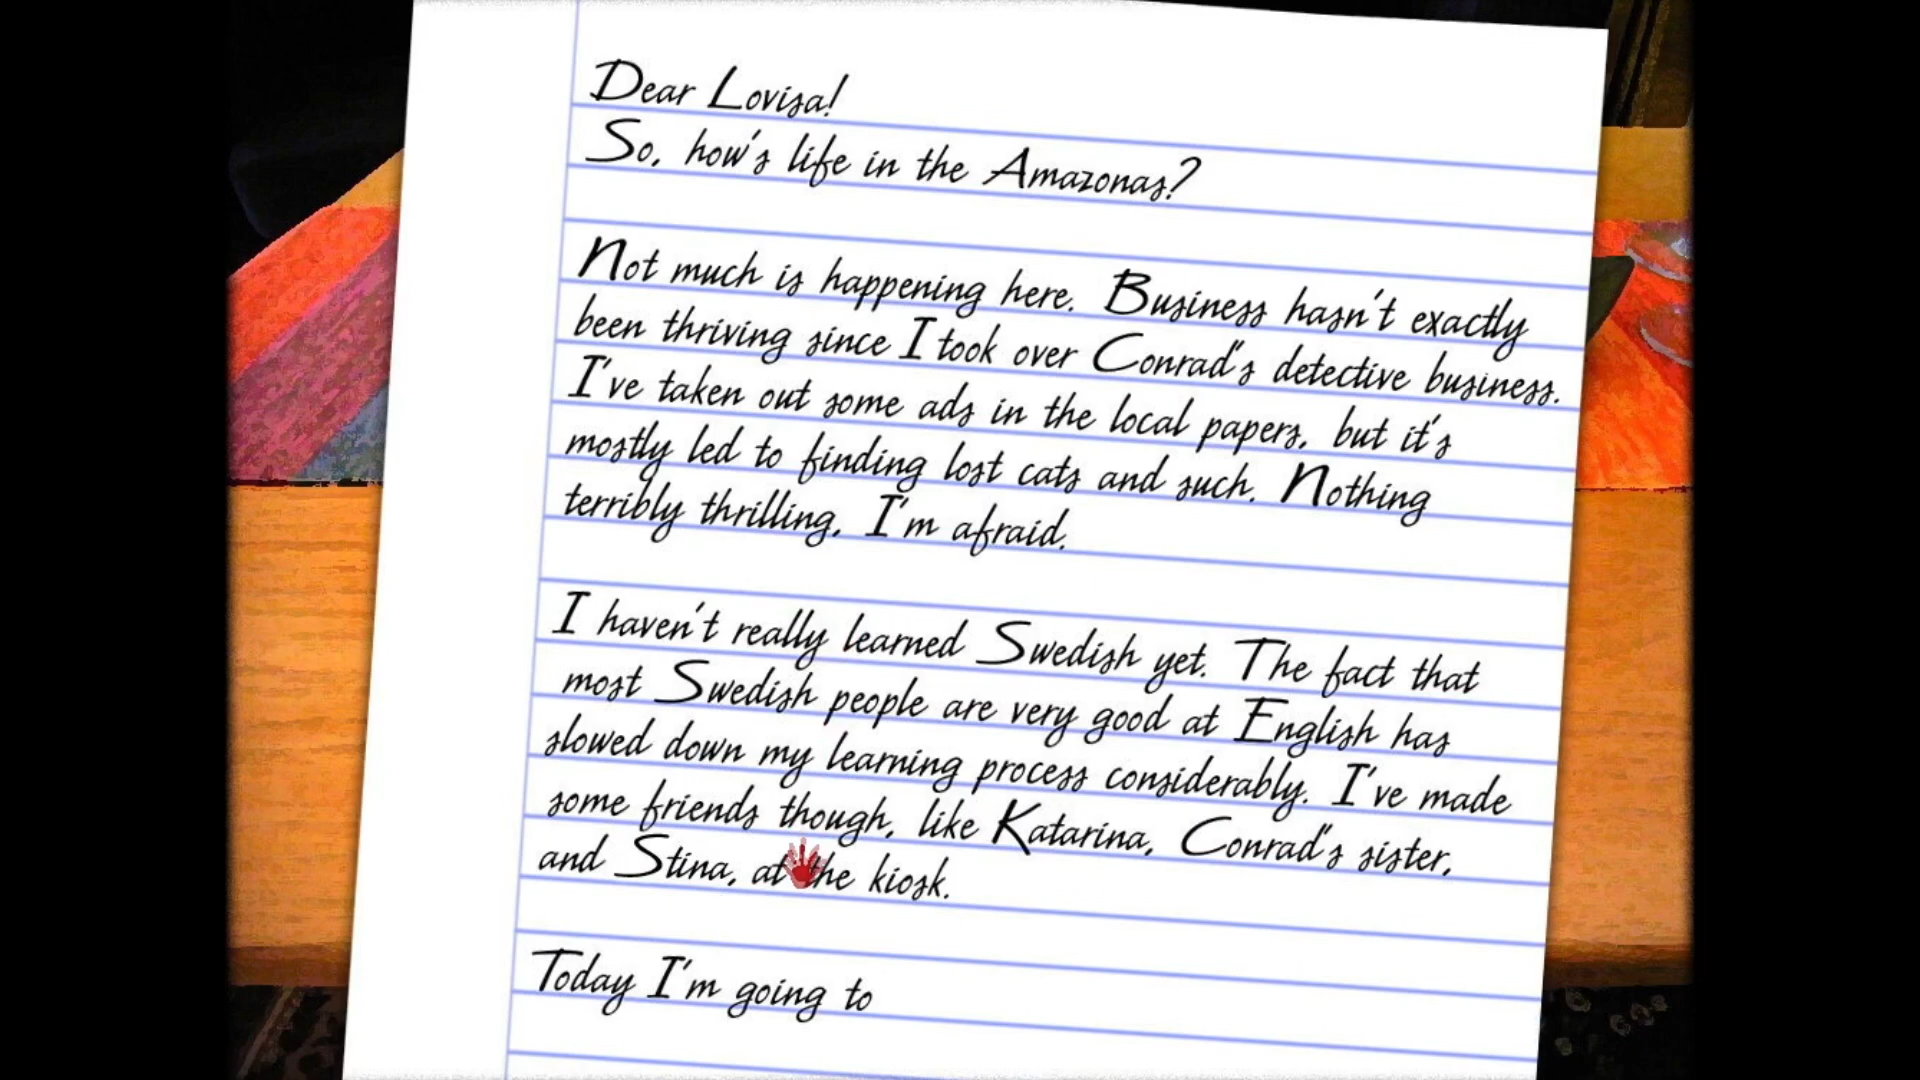 Dear Lovisa!
So, how's life in the Amazonas?
Not much is happening here. Business hasn't exactly
been thriving since I took over Conrad's detective business.
I've taken out some ads in the local papers, but it's
mostly led to finding lost cats and such. Nothing
terribly thrilling, I'm afraid.
I haven't really learned Swedish yet. The fact that
most Swedish people are very good at English has
slowed down my learning process considerably. I've made
some friends though, like Katarina, Conrad's sister,
and Stina, at the kiosk.
Today I'm going to